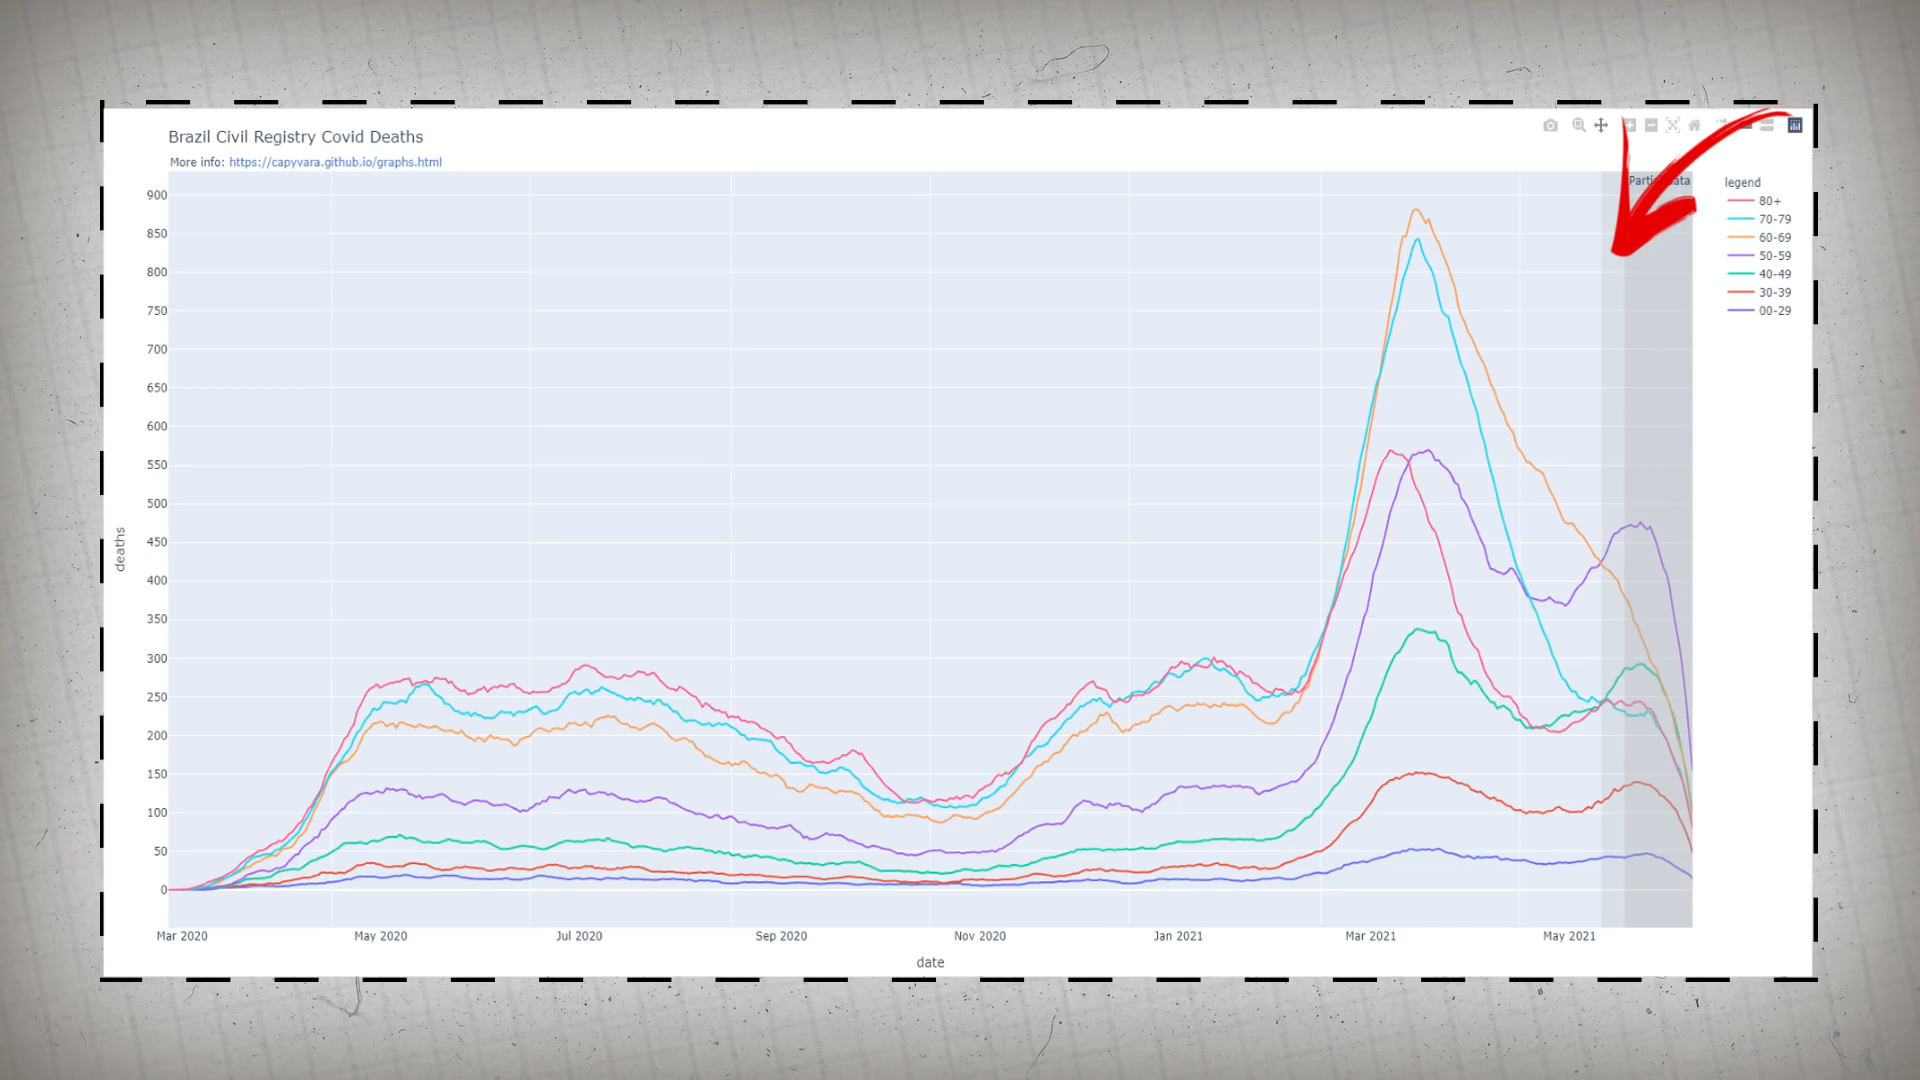 Brazil Civil Registry Covid Deaths
More info: https://capyvara.github.io/graphs.html
legend
80+
70-79
60-69
50-59
40-49
30-39
00-29
900
850
800
750
700
650
600
550
500
450
400
350
300
250
200
150
100
50
0
deaths
Mar 2020
May 2020
Jul 2020
Sep 2020
Nov 2020
Jan 2021
Mar 2021
May 2021
date